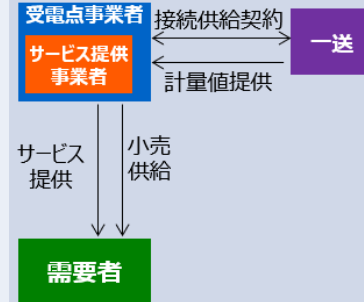 受電点事業者
接続供給契約
一送
サービス提供
事業者
計量値提供
サービス
提供
小売
供給
需要者